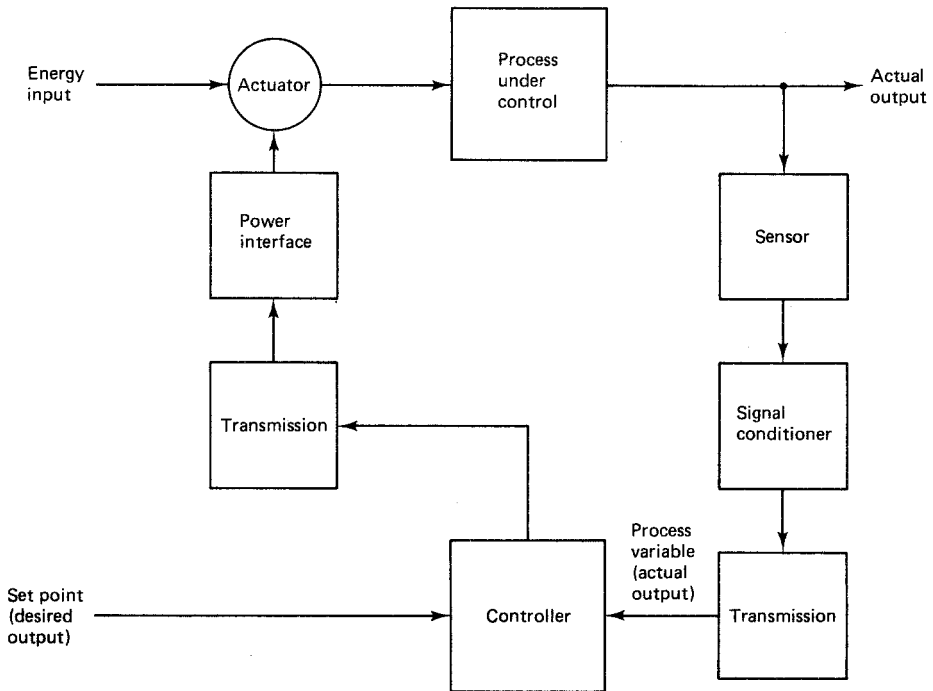 Energy
input
Actuator
Process
under
control
Actual
output
Power
interface
Sensor
Transmission
Signal
conditioner
Process
variable
(actual
output)
Set point
(desired
output)
Controller
Transmission